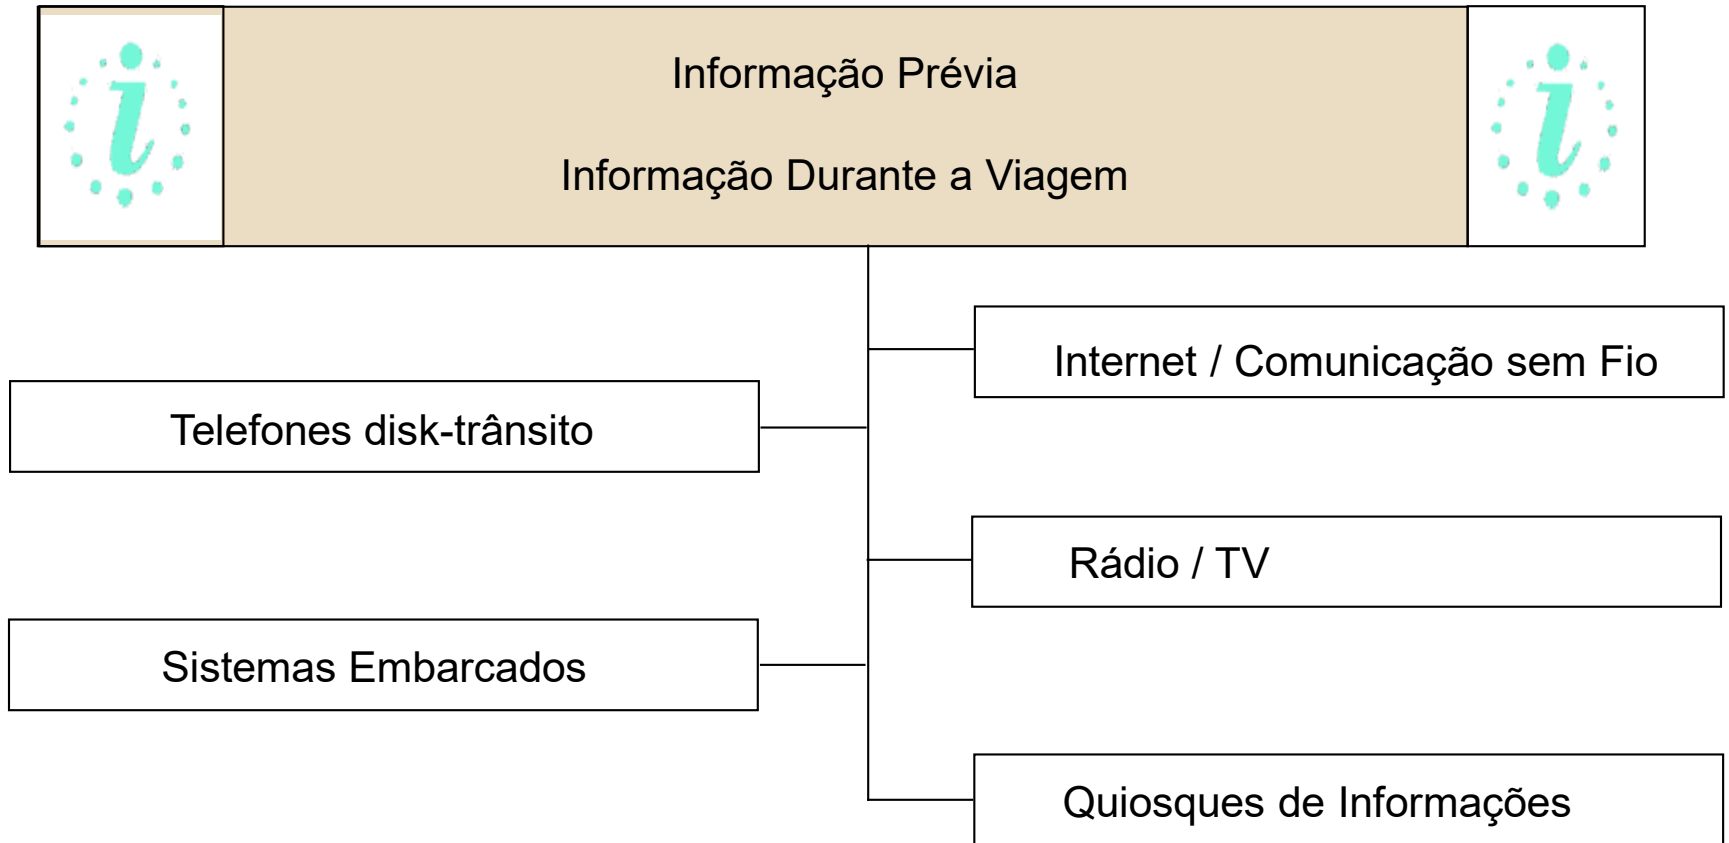 Informação Prévia
Informação Durante a Viagem
Internet / Comunicação sem Fio
Telefones disk-trânsito
Rádio / TV
Sistemas Embarcados
Quiosques de Informações